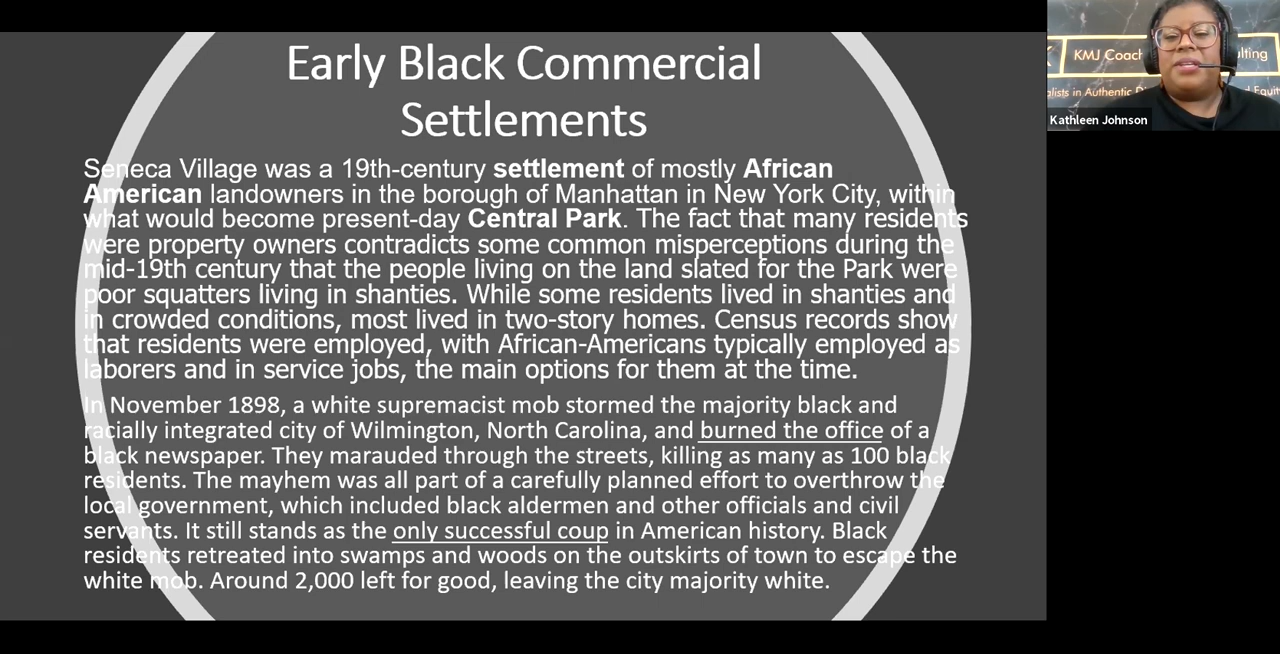 Early Black Commercial
Settlements
Seneca Village was a 19th-century settlement of mostly African
American landowners in the borough of Manhattan in New York City, within
what would become present-day Central Park. The fact that many residents
were property owners contradicts some common misperceptions during the
mid-19th century that the people living on the land slated for the Park were
poor squatters living in shanties. While some residents lived in shanties and
in crowded conditions, most lived in two-story homes. Census records show
that residents were employed, with African-Americans typically employed as
laborers and in service jobs, the main options for them at the time.
In November 1898, a white supremacist mob stormed the majority black and
racially integrated city of Wilmington, North Carolina, and burned the office of a
black newspaper. They marauded through the streets, killing as many as 100 black
residents. The mayhem was all part of a carefully planned effort to overthrow the
local government, which included black aldermen and other officials and civil
servants. It still stands as the only successful coup in American history. Black
residents retreated into swamps and woods on the outskirts of town to escape the
white mob. Around 2,000 left for good, leaving the city majority white.
KMJ Coach
in Authentic
Kathleen Johnson